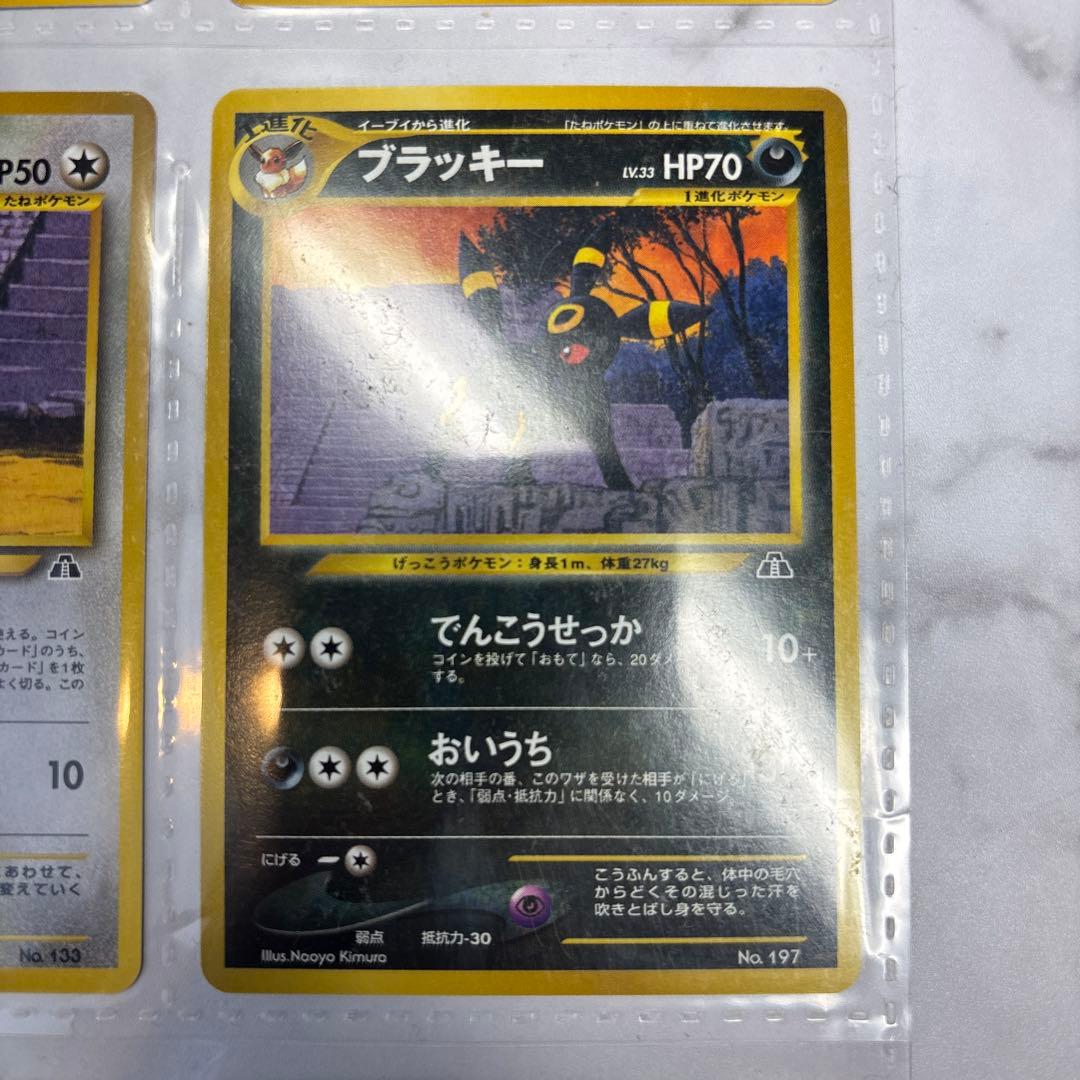 P50
たねポケモン
える。コイン
カード」のうち、
カード」を1枚
よく切る。この
10
あわせて、
変えていく
No. 133
1進化
イーブイから進化
「たねポケモン」の上に重ねて進化させます。
ブラッキー
LV.33 HP70
1進化ポケモン
げっこうポケモン：身長1m、体重27kg
でんこうせっか
10+
コインを投げて「おもて」なら、20ダメ
する。
おいうち
次の相手の番、このワザを受けた相手が「にげる」
とき、「弱点・抵抗力」に関係なく、10ダメージ
にげる
こうふんすると、体中の毛穴
からどくその混じった汗を
吹きとばし身を守る。
弱点
抵抗力-30
Illus.Naoyo Kimura
No. 197